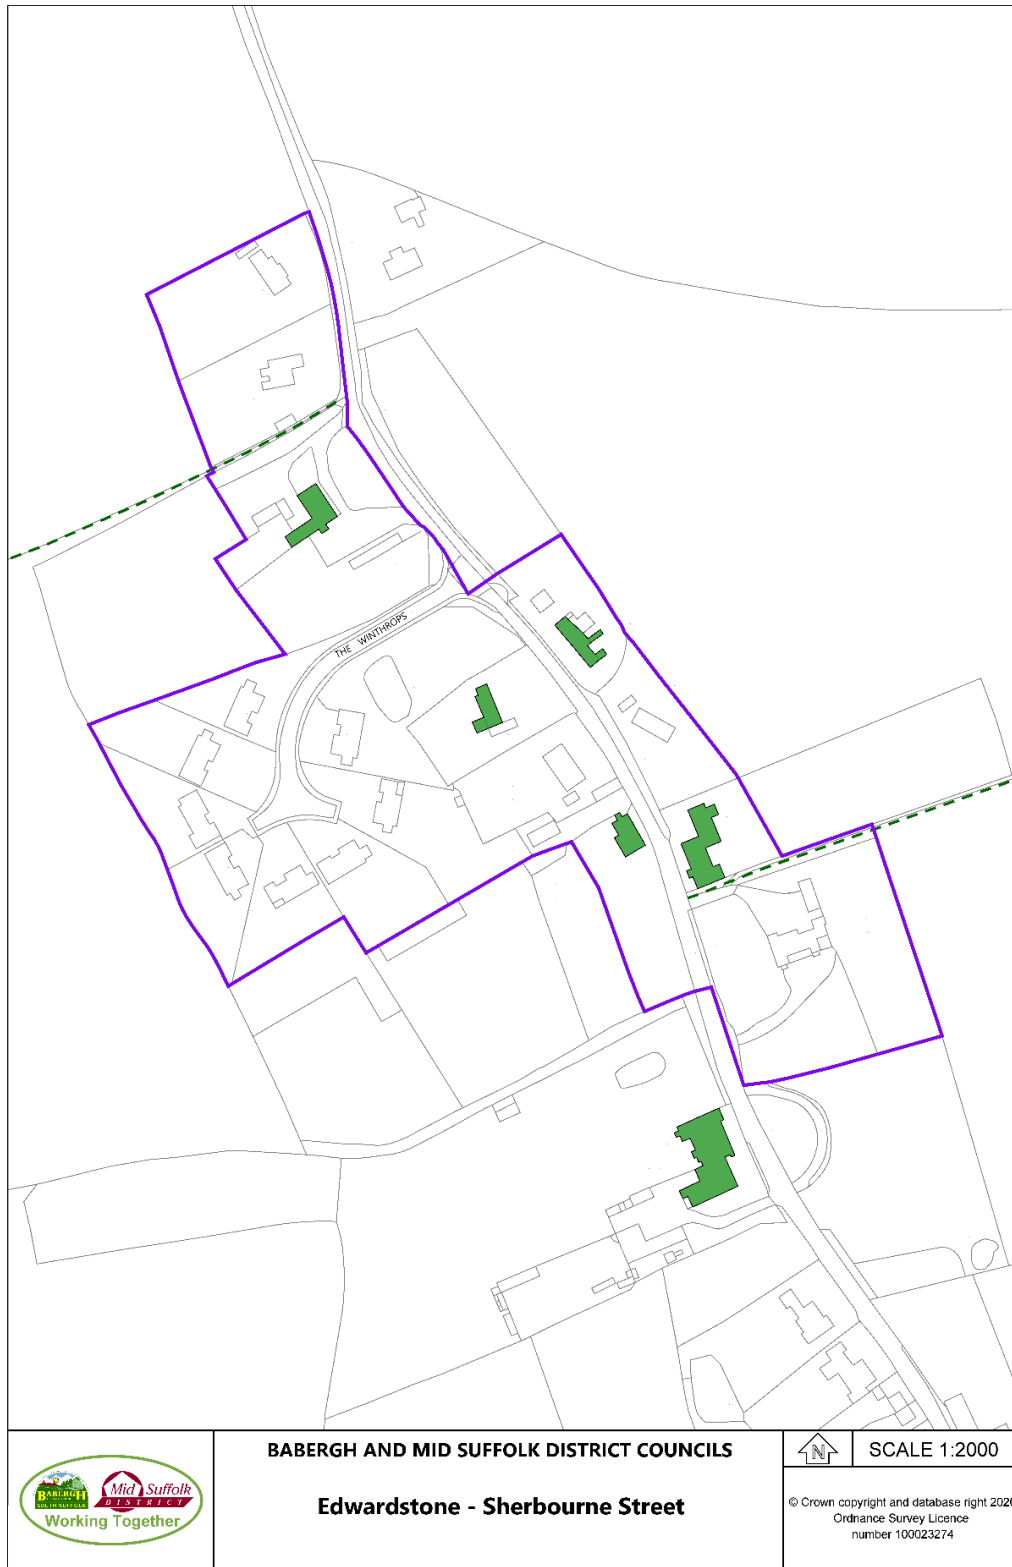 THE WINTHROPS
BABERGH AND MID SUFFOLK DISTRICT COUNCILS
Edwardstone - Sherbourne Street
N
SCALE 1:2000
© Crown copyright and database right 2020
Ordnance Survey Licence
number 100023274
BABERGH
Mid Suffolk
DISTRICT
Working Together